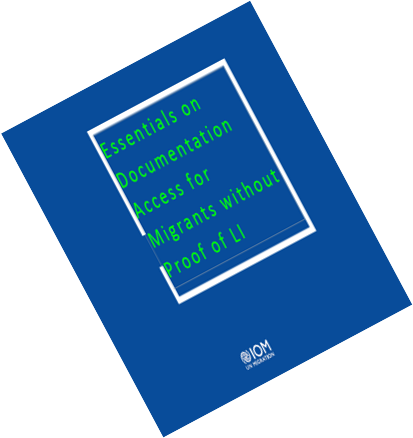 Essentials on
Documentation
Access for
Migrants without
Proof of LI
IOM
UN MIGRATION